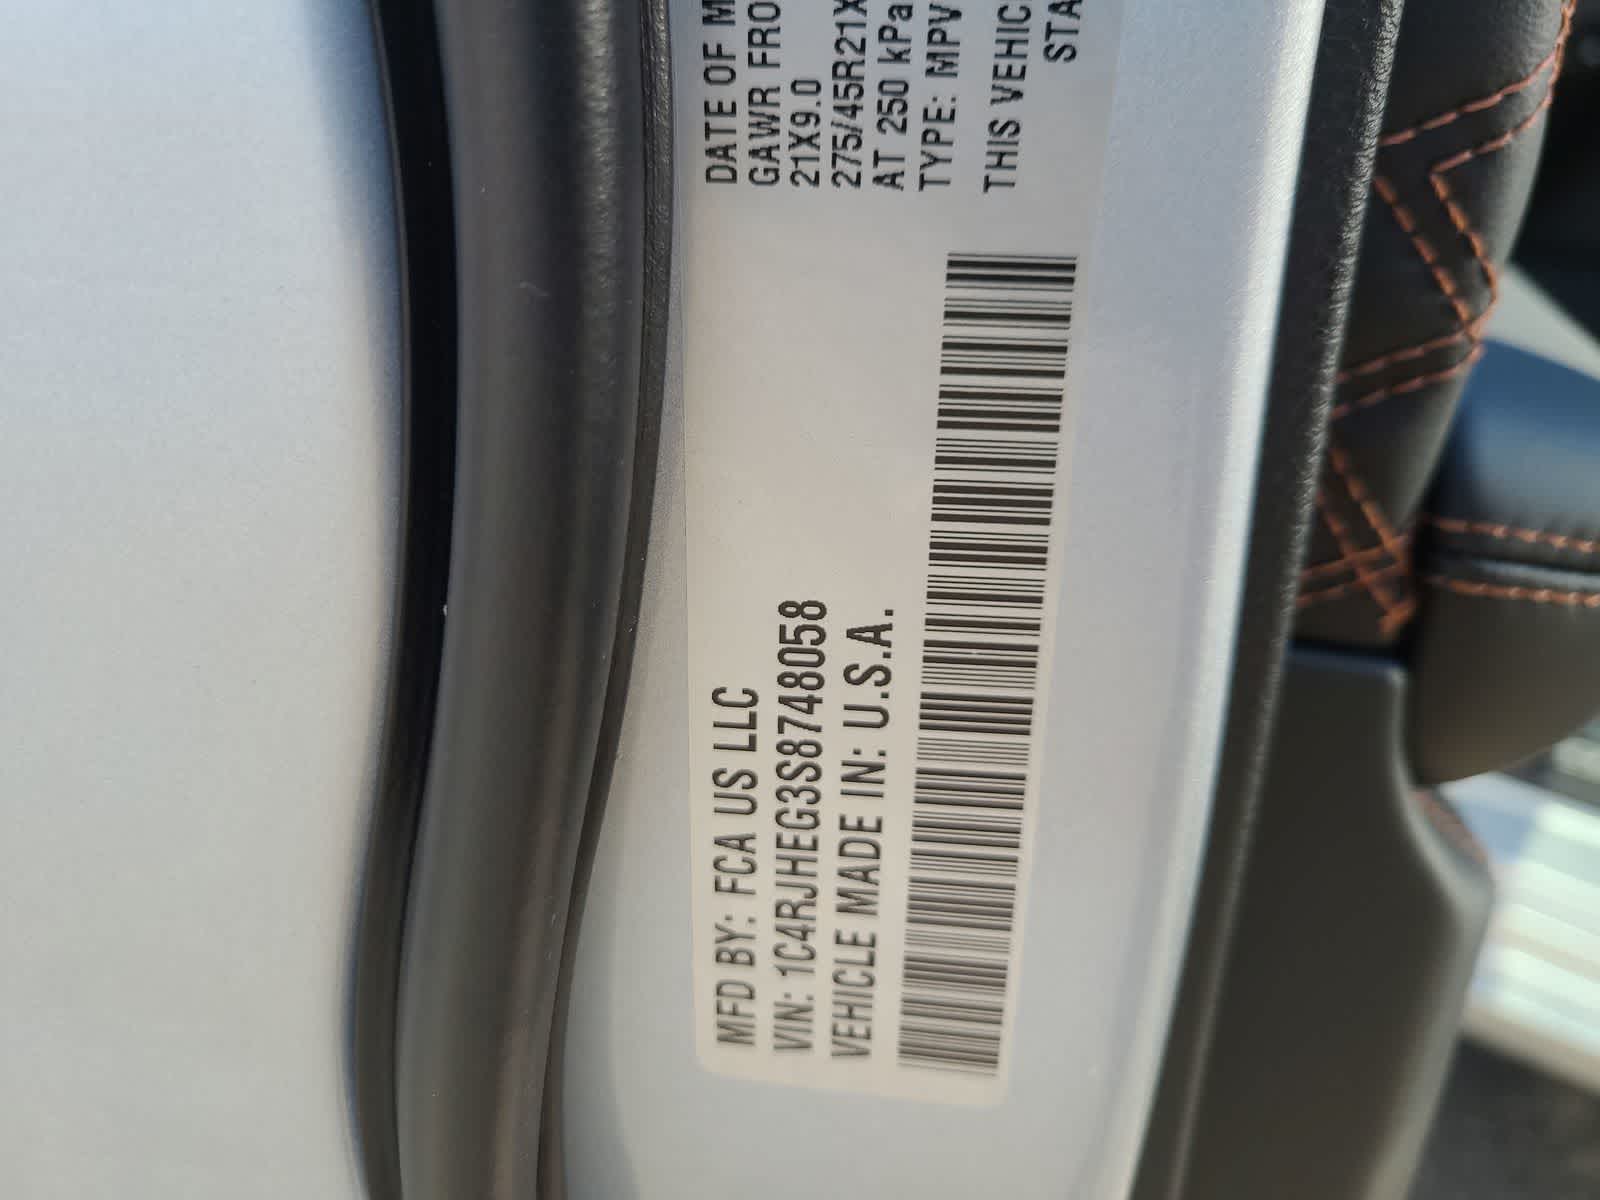 MFD BY: FCA US LLC
VIN: 1C4RJHEG3S8748058
VEHICLE MADE IN: U.S.A.
DATE OF M
GAWR FRO
21X9.0
275/45R21X
AT 250 kPa
TYPE: MPV
THIS VEHIC
STA